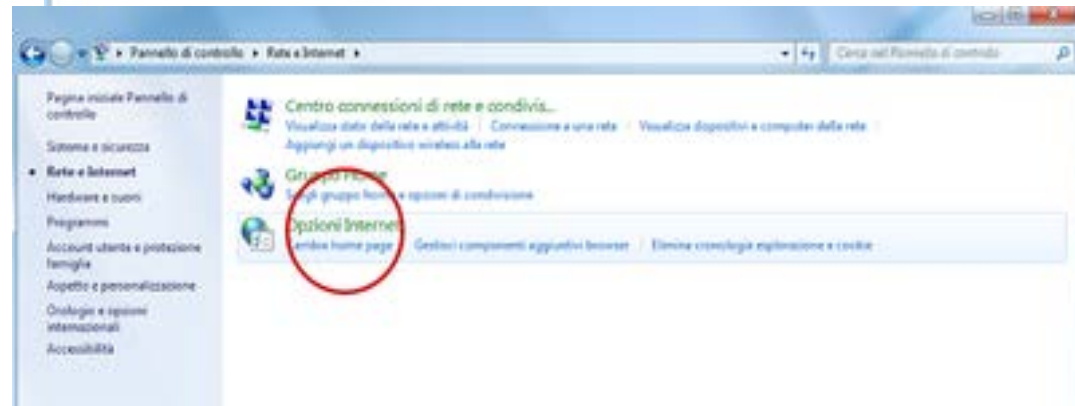 Pannello di controllo ▸ Rete e Internet ▸
Cerca nel Pannello di controllo
Pagina iniziale Pannello di
controllo
Sistema e sicurezza
Rete e Internet
Hardware e suoni
Programmi
Account utente e protezione
famiglia
Aspetto e personalizzazione
Orologio e opzioni
internazionali
Accessibilità
Centro connessioni di rete e condivis...
Visualizza stato della rete e attività Connessione a una rete Visualizza dispositivi e computer della rete
Aggiungi un dispositivo wireless alla rete
Gruppo Home
Scegli gruppo home e opzioni di condivisione
Opzioni Internet
Cambia home page Gestisci componenti aggiuntivi browser Elimina cronologia esplorazione e cookie